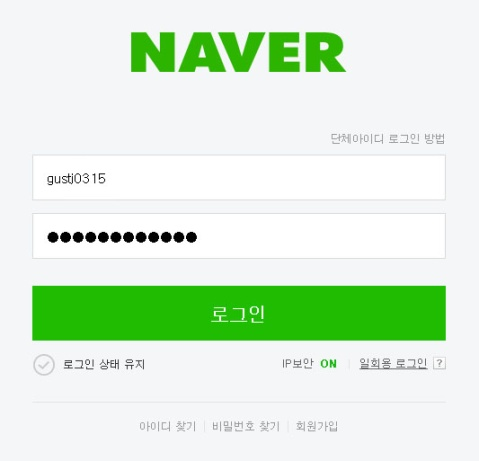 NAVER
단체아이디 로그인 방법
gustj0315
●●●●●●●●●●●●
로그인
로그인 상태 유지 IP보안 ON 일회용 로그인 ?
아이디 찾기 비밀번호 찾기 회원가입